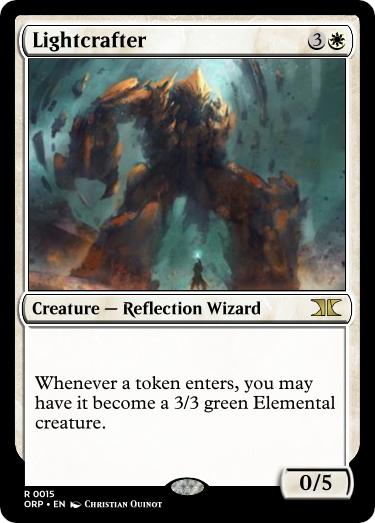 Lightcrafter 3
Creature — Reflection Wizard
Whenever a token enters, you may
have it become a 3/3 green Elemental
creature.
0/5
R 0015
ORP • EN Christian Quinot